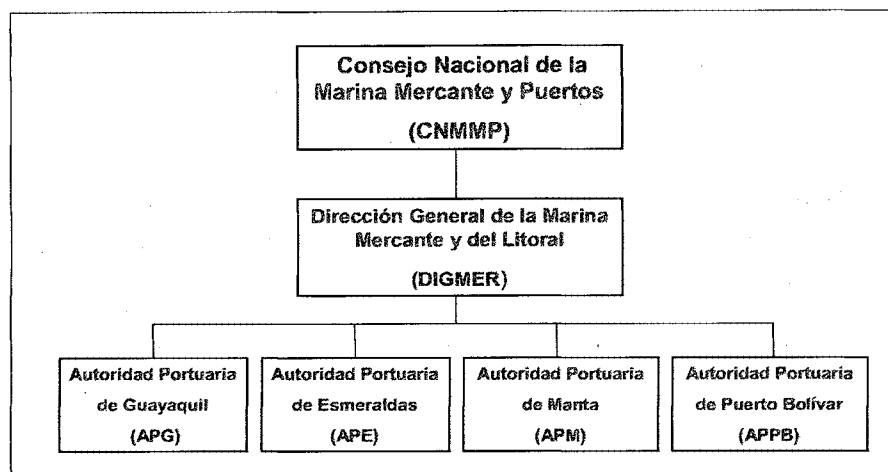 Consejo Nacional de la
Marina Mercante y Puertos
(CNMMP)
Dirección General de la Marina
Mercante y del Litoral
(DIGMER)
Autoridad Portuaria
de Guayaquil
(APG)
Autoridad Portuaria
de Esmeraldas
(APE)
Autoridad Portuaria
de Manta
(APM)
Autoridad Portuaria
de Puerto Bolívar
(APPB)